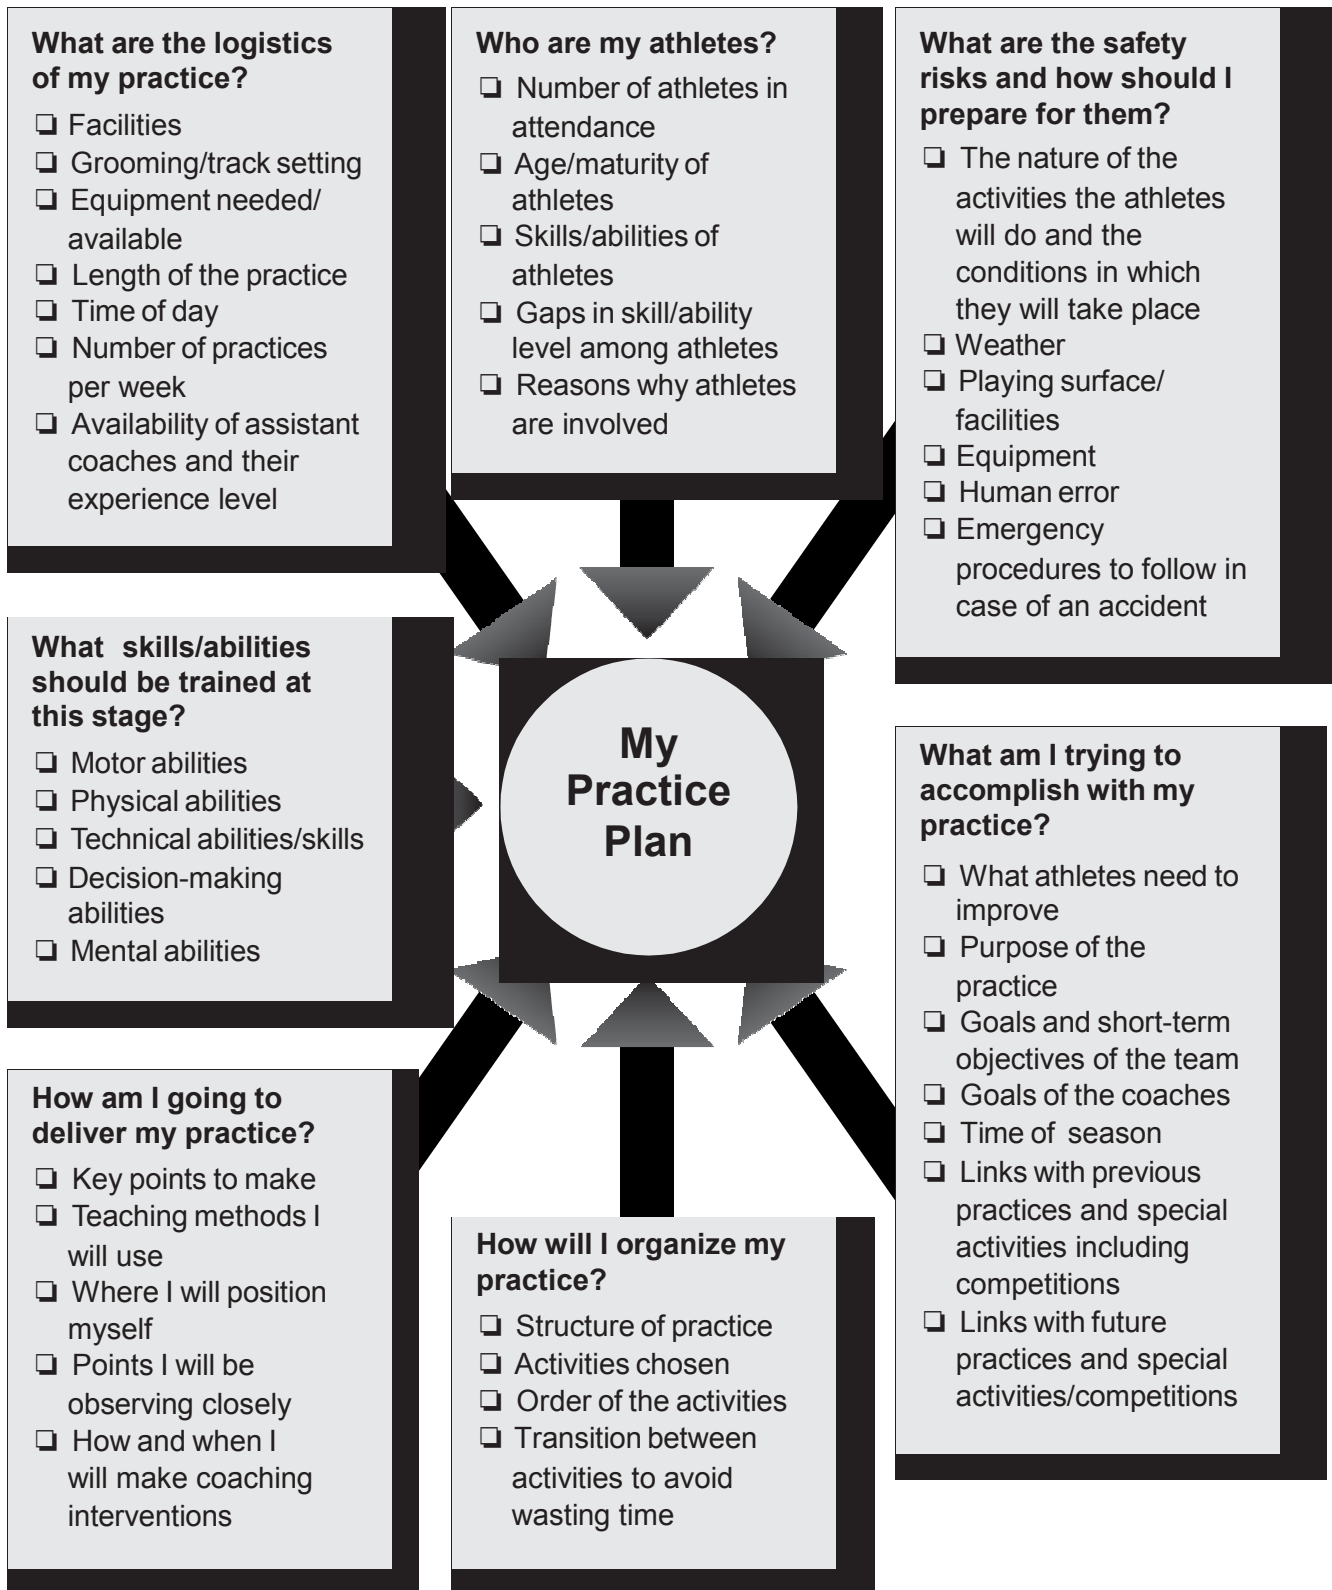 What are the logistics
of my practice?
❏ Facilities
❏ Grooming/track setting
❏ Equipment needed/
available
❏ Length of the practice
❏ Time of day
❏ Number of practices
per week
❏ Availability of assistant
coaches and their
experience level
Who are my athletes?
❏ Number of athletes in
attendance
❏ Age/maturity of
athletes
❏ Skills/abilities of
athletes
❏ Gaps in skill/ability
level among athletes
❏ Reasons why athletes
are involved
What are the safety
risks and how should I
prepare for them?
❏ The nature of the
activities the athletes
will do and the
conditions in which
they will take place
❏ Weather
❏ Playing surface/
facilities
❏ Equipment
❏ Human error
❏ Emergency
procedures to follow in
case of an accident
What skills/abilities
should be trained at
this stage?
❏ Motor abilities
❏ Physical abilities
❏ Technical abilities/skills
❏ Decision-making
abilities
❏ Mental abilities
My
Practice
Plan
What am I trying to
accomplish with my
practice?
❏ What athletes need to
improve
❏ Purpose of the
practice
❏ Goals and short-term
objectives of the team
❏ Goals of the coaches
❏ Time of season
❏ Links with previous
practices and special
activities including
competitions
❏ Links with future
practices and special
activities/competitions
How am I going to
deliver my practice?
❏ Key points to make
❏ Teaching methods I
will use
❏ Where I will position
myself
❏ Points I will be
observing closely
❏ How and when I
will make coaching
interventions
How will I organize my
practice?
❏ Structure of practice
❏ Activities chosen
❏ Order of the activities
❏ Transition between
activities to avoid
wasting time